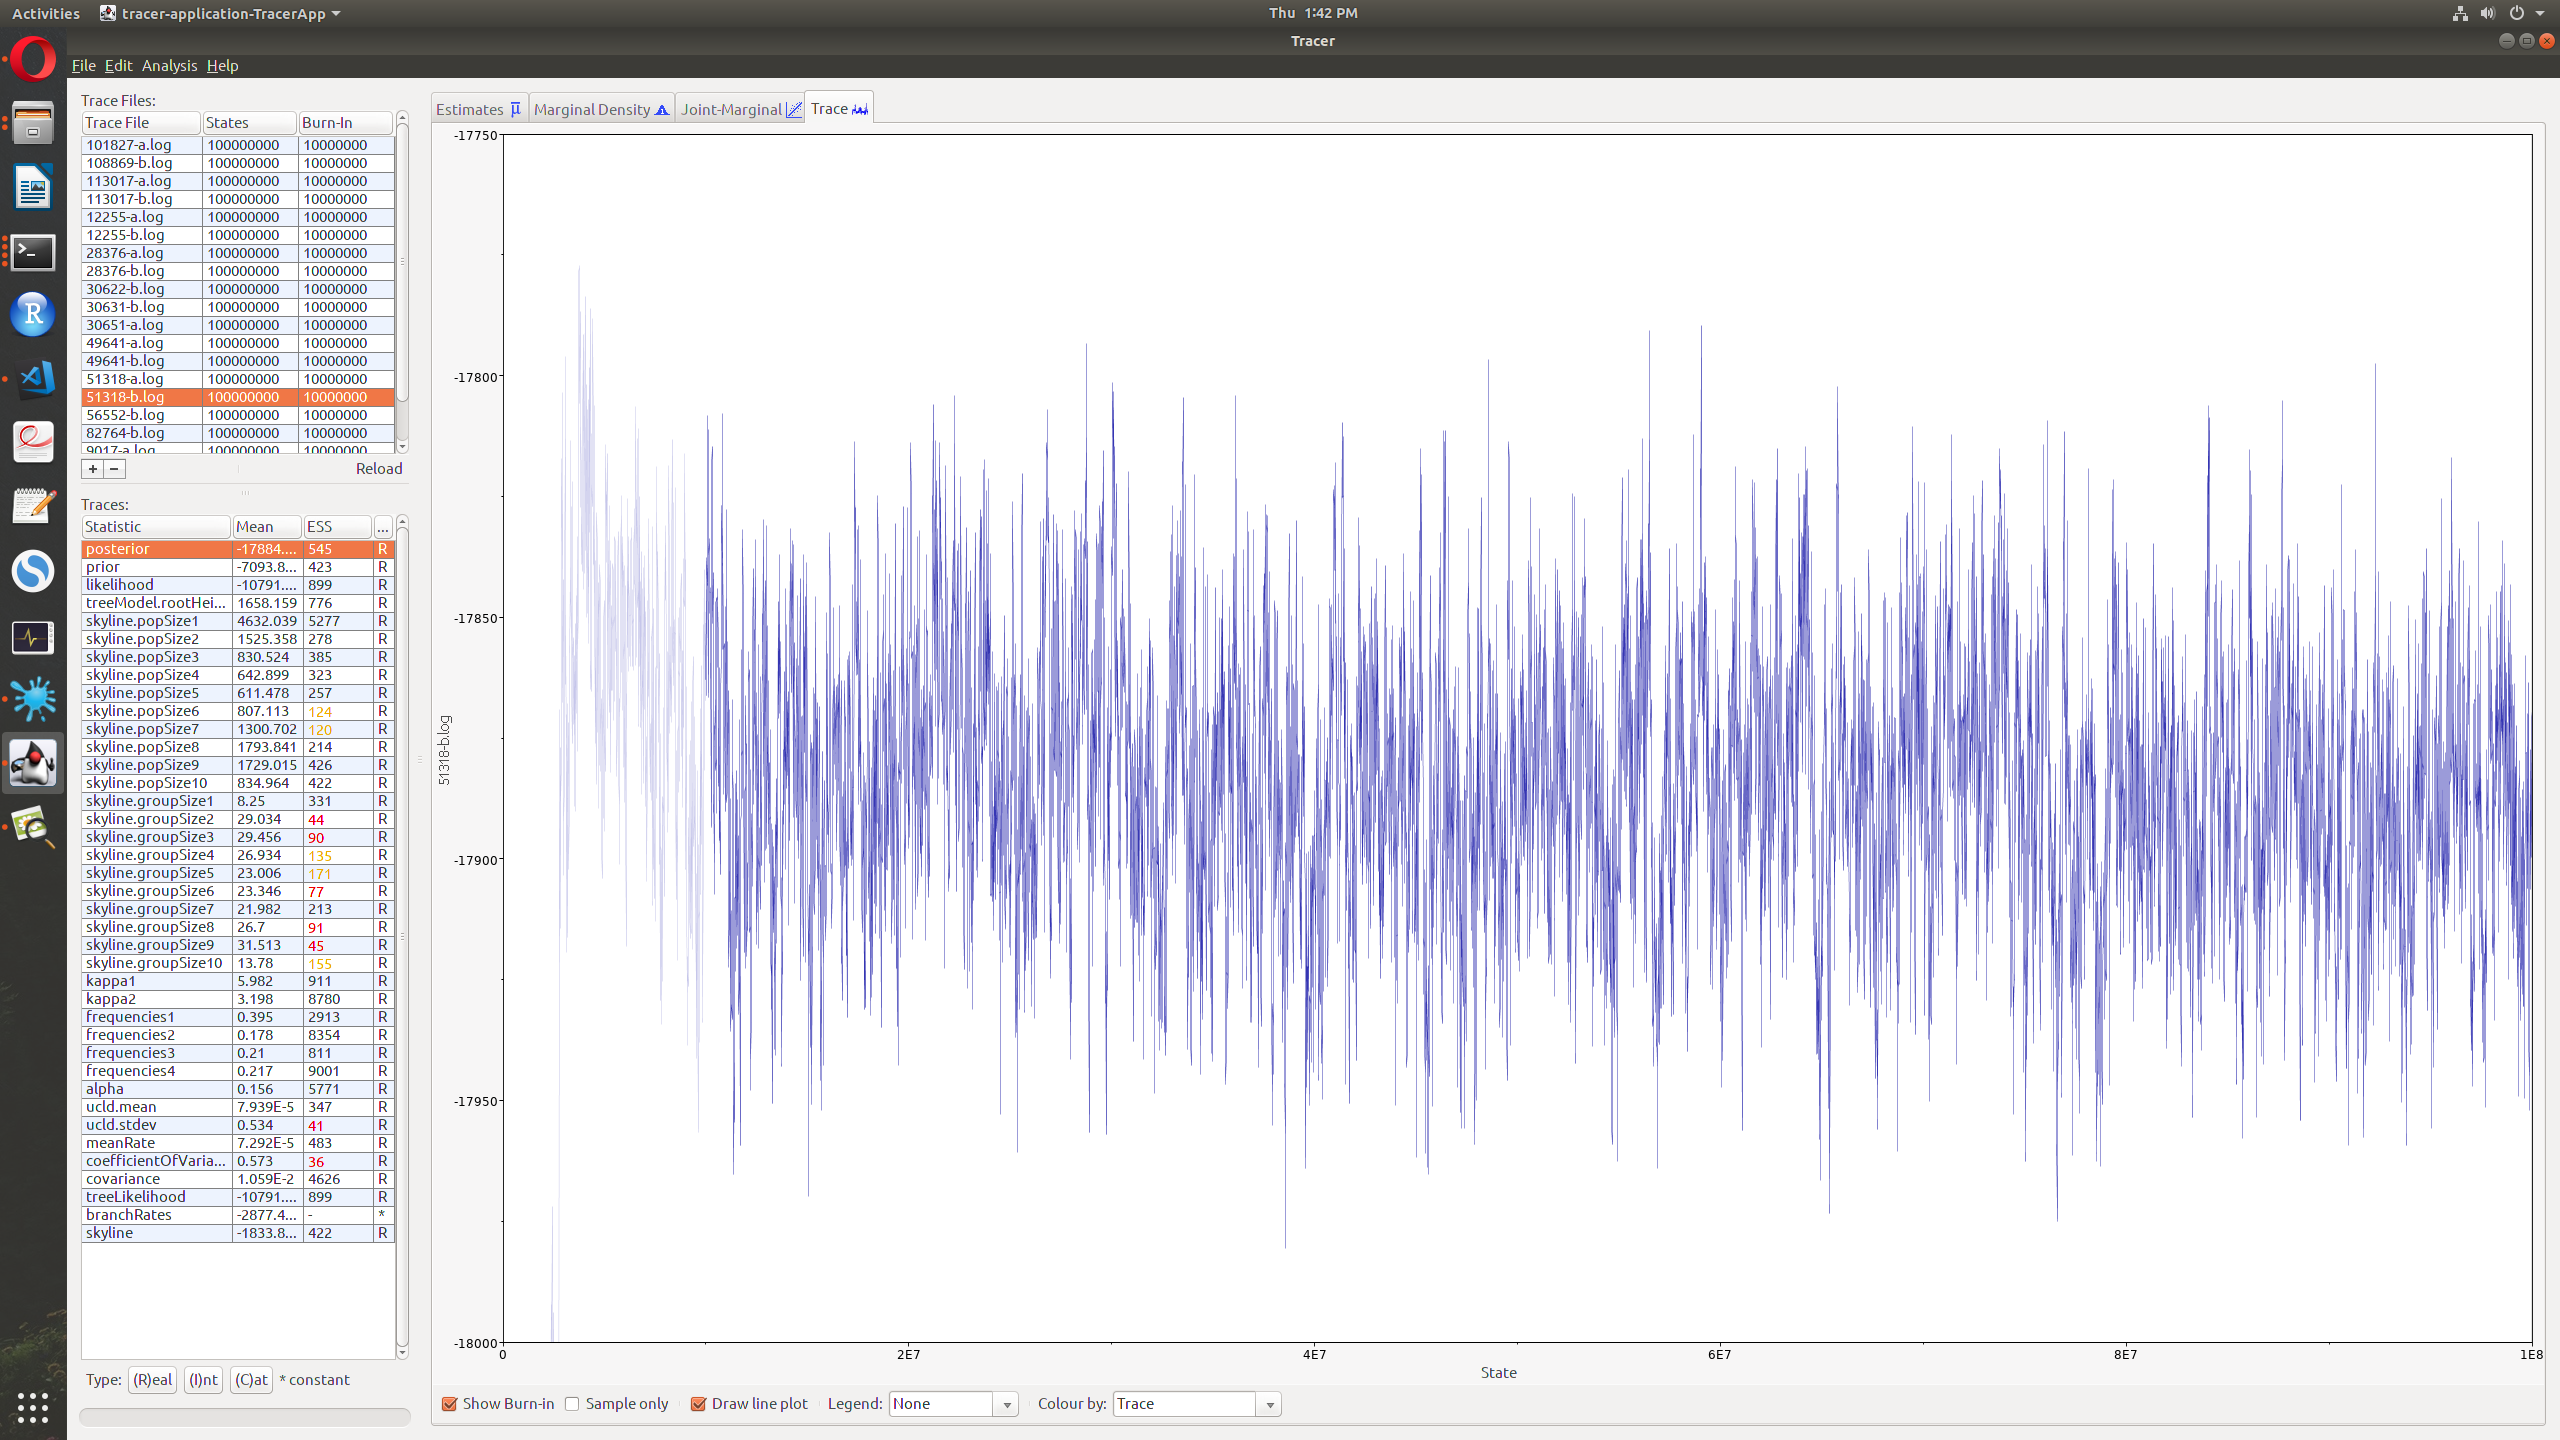 Activities tracer-application-TracerApp Thu 1:42 PM
Tracer
File Edit Analysis Help
Trace Files:
Trace File States Burn-In
101827-a.log 100000000 10000000
108869-b.log 100000000 10000000
113017-a.log 100000000 10000000
113017-b.log 100000000 10000000
12255-a.log 100000000 10000000
12255-b.log 100000000 10000000
28376-a.log 100000000 10000000
28376-b.log 100000000 10000000
30622-b.log 100000000 10000000
30631-b.log 100000000 10000000
30651-a.log 100000000 10000000
49641-a.log 100000000 10000000
49641-b.log 100000000 10000000
51318-a.log 100000000 10000000
51318-b.log 100000000 10000000
56552-b.log 100000000 10000000
82764-b.log 100000000 10000000
9017-a.log 100000000 10000000
+ − Reload
Traces:
Statistic Mean ESS ...
posterior -17884.... 545 R
prior -7093.8... 423 R
likelihood -10791.... 899 R
treeModel.rootHei... 1658.159 776 R
skyline.popSize1 4632.039 5277 R
skyline.popSize2 1525.358 278 R
skyline.popSize3 830.524 385 R
skyline.popSize4 642.899 323 R
skyline.popSize5 611.478 257 R
skyline.popSize6 807.113 124 R
skyline.popSize7 1300.702 120 R
skyline.popSize8 1793.841 214 R
skyline.popSize9 1729.015 426 R
skyline.popSize10 834.964 422 R
skyline.groupSize1 8.25 331 R
skyline.groupSize2 29.034 44 R
skyline.groupSize3 29.456 90 R
skyline.groupSize4 26.934 135 R
skyline.groupSize5 23.006 171 R
skyline.groupSize6 23.346 77 R
skyline.groupSize7 21.982 213 R
skyline.groupSize8 26.7 91 R
skyline.groupSize9 31.513 45 R
skyline.groupSize10 13.78 155 R
kappa1 5.982 911 R
kappa2 3.198 8780 R
frequencies1 0.395 2913 R
frequencies2 0.178 8354 R
frequencies3 0.21 811 R
frequencies4 0.217 9001 R
alpha 0.156 5771 R
ucld.mean 7.939E-5 347 R
ucld.stdev 0.534 41 R
meanRate 7.292E-5 483 R
coefficientOfVaria... 0.573 36 R
covariance 1.059E-2 4626 R
treeLikelihood -10791.... 899 R
branchRates -2877.4... - *
skyline -1833.8... 422 R
Type: (R)eal (I)nt (C)at * constant
Estimates μ Marginal Density Joint-Marginal Trace
-17750
-17800
-17850
-17900
-17950
-18000
51318-b.log
0 2E7 4E7 6E7 8E7 1E8
State
Show Burn-in Sample only Draw line plot Legend: None Colour by: Trace